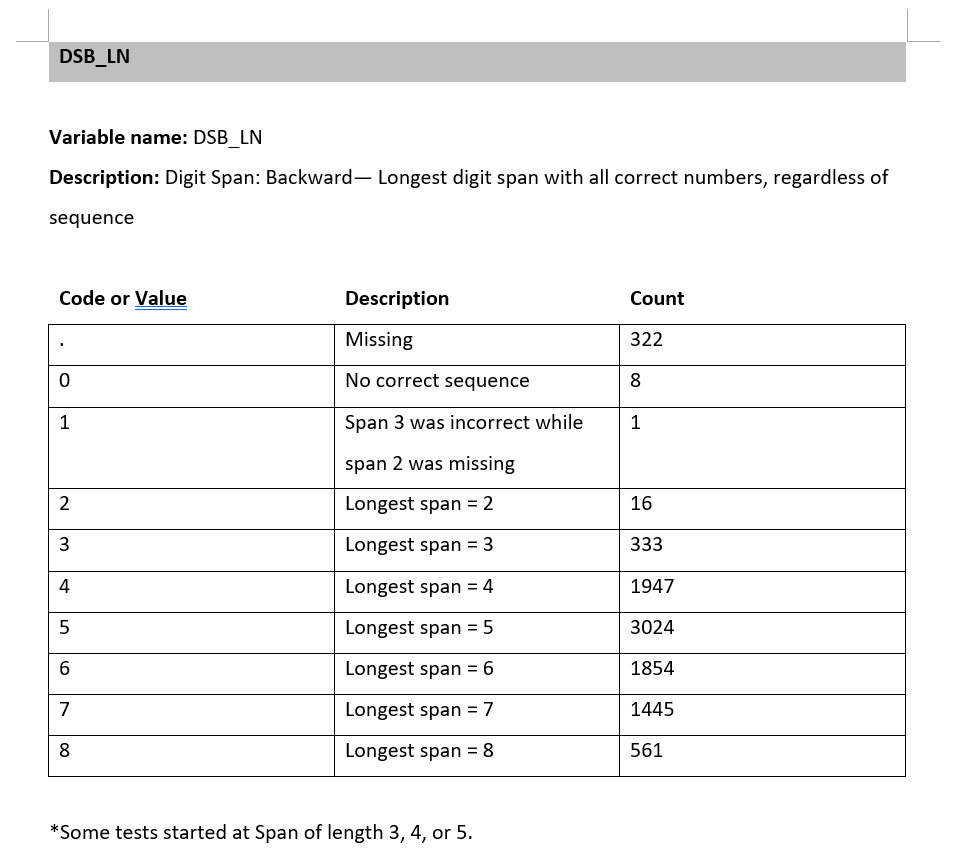 DSB_LN
Variable name: DSB_LN
Description: Digit Span: Backward— Longest digit span with all correct numbers, regardless of
sequence
Code or Value Description Count
. Missing 322
0 No correct sequence 8
1 Span 3 was incorrect while 1
span 2 was missing
2 Longest span = 2 16
3 Longest span = 3 333
4 Longest span = 4 1947
5 Longest span = 5 3024
6 Longest span = 6 1854
7 Longest span = 7 1445
8 Longest span = 8 561
*Some tests started at Span of length 3, 4, or 5.